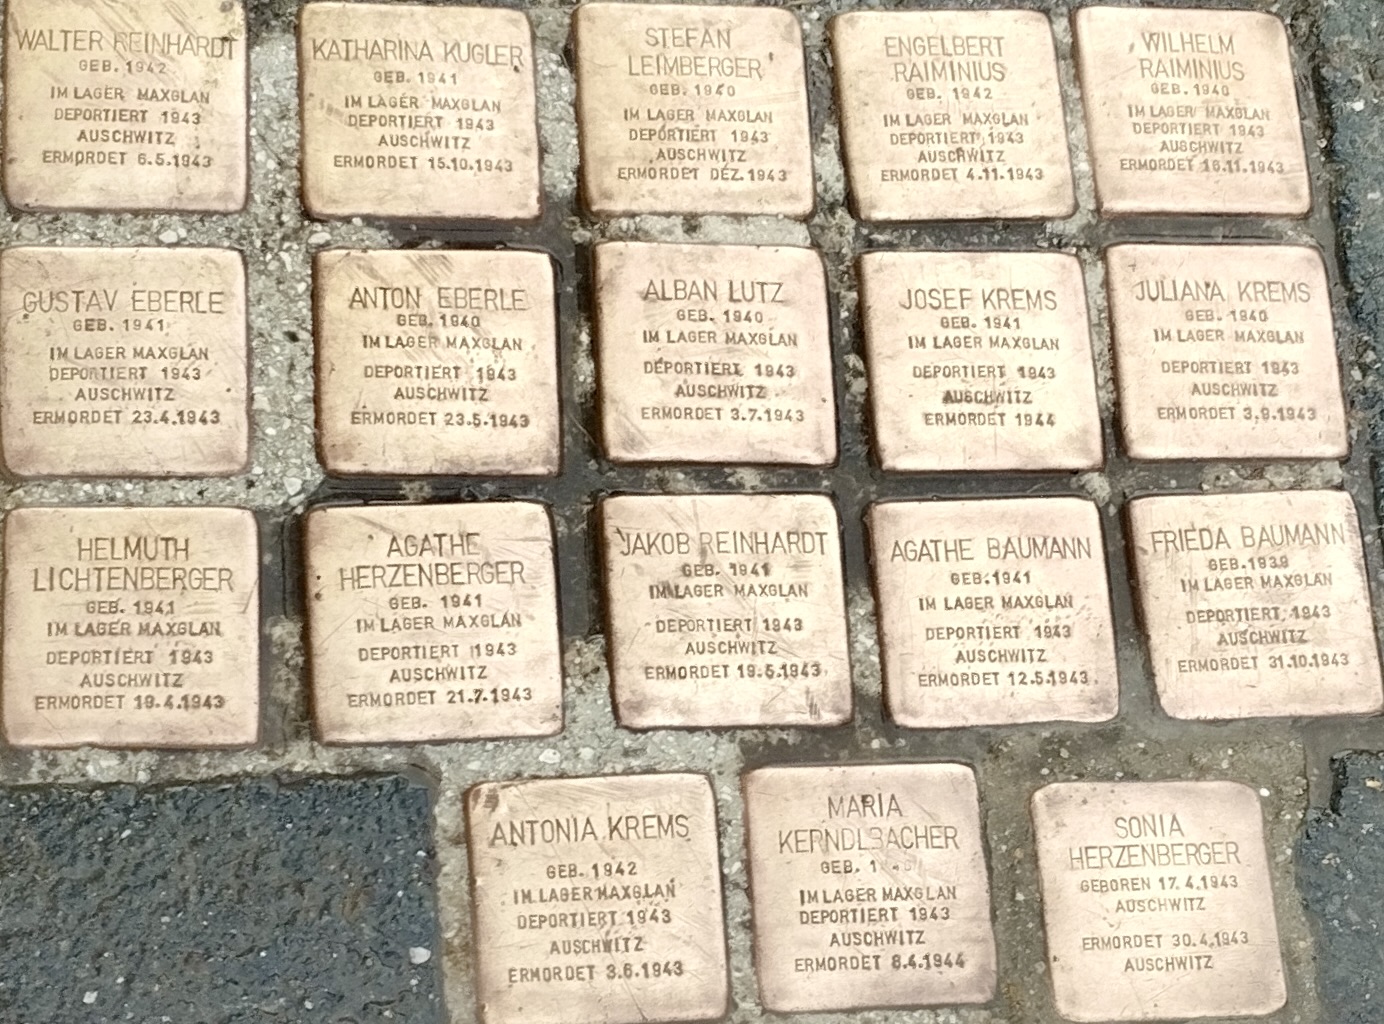 WALTER REINHARDT
GEB. 1942
IM LAGER MAXGLAN
DEPORTIERT 1943
AUSCHWITZ
ERMORDET 6.5.1943
KATHARINA KUGLER
GEB. 1941
IM LAGER MAXGLAN
DEPORTIERT 1943
AUSCHWITZ
ERMORDET 15.10.1943
STEFAN
LEIMBERGER
GEB. 1940
IM LAGER MAXGLAN
DEPORTIERT 1943
AUSCHWITZ
ERMORDET DEZ. 1943
ENGELBERT
RAIMINIUS
GEB. 1942
IM LAGER MAXGLAN
DEPORTIERT 1943
AUSCHWITZ
ERMORDET 4.11.1943
WILHELM
RAIMINIUS
GEB. 1940
IM LAGER MAXGLAN
DEPORTIERT 1943
AUSCHWITZ
ERMORDET 16.11.1943
GUSTAV EBERLE
GEB. 1941
IM LAGER MAXGLAN
DEPORTIERT 1943
AUSCHWITZ
ERMORDET 23.4.1943
ANTON EBERLE
GEB. 1940
IM LAGER MAXGLAN
DEPORTIERT 1943
AUSCHWITZ
ERMORDET 23.5.1943
ALBAN LUTZ
GEB. 1940
IM LAGER MAXGLAN
DEPORTIERT 1943
AUSCHWITZ
ERMORDET 3.7.1943
JOSEF KREMS
GEB. 1941
IM LAGER MAXGLAN
DEPORTIERT 1943
AUSCHWITZ
ERMORDET 1944
JULIANA KREMS
GEB. 1940
IM LAGER MAXGLAN
DEPORTIERT 1943
AUSCHWITZ
ERMORDET 3.9.1943
HELMUTH
LICHTENBERGER
GEB. 1941
IM LAGER MAXGLAN
DEPORTIERT 1943
AUSCHWITZ
ERMORDET 19.4.1943
AGATHE
HERZENBERGER
GEB. 1941
IM LAGER MAXGLAN
DEPORTIERT 1943
AUSCHWITZ
ERMORDET 21.7.1943
JAKOB REINHARDT
GEB. 1941
IM LAGER MAXGLAN
DEPORTIERT 1943
AUSCHWITZ
ERMORDET 19.5.1943
AGATHE BAUMANN
GEB. 1941
IM LAGER MAXGLAN
DEPORTIERT 1943
AUSCHWITZ
ERMORDET 12.5.1943
FRIEDA BAUMANN
GEB. 1939
IM LAGER MAXGLAN
DEPORTIERT 1943
AUSCHWITZ
ERMORDET 31.10.1943
ANTONIA KREMS
GEB. 1942
IM LAGER MAXGLAN
DEPORTIERT 1943
AUSCHWITZ
ERMORDET 3.6.1943
MARIA
KERNDLBACHER
GEB.
IM LAGER MAXGLAN
DEPORTIERT 1943
AUSCHWITZ
ERMORDET 8.4.1944
SONIA
HERZENBERGER
GEBOREN 17.4.1943
AUSCHWITZ
ERMORDET 30.4.1943
AUSCHWITZ